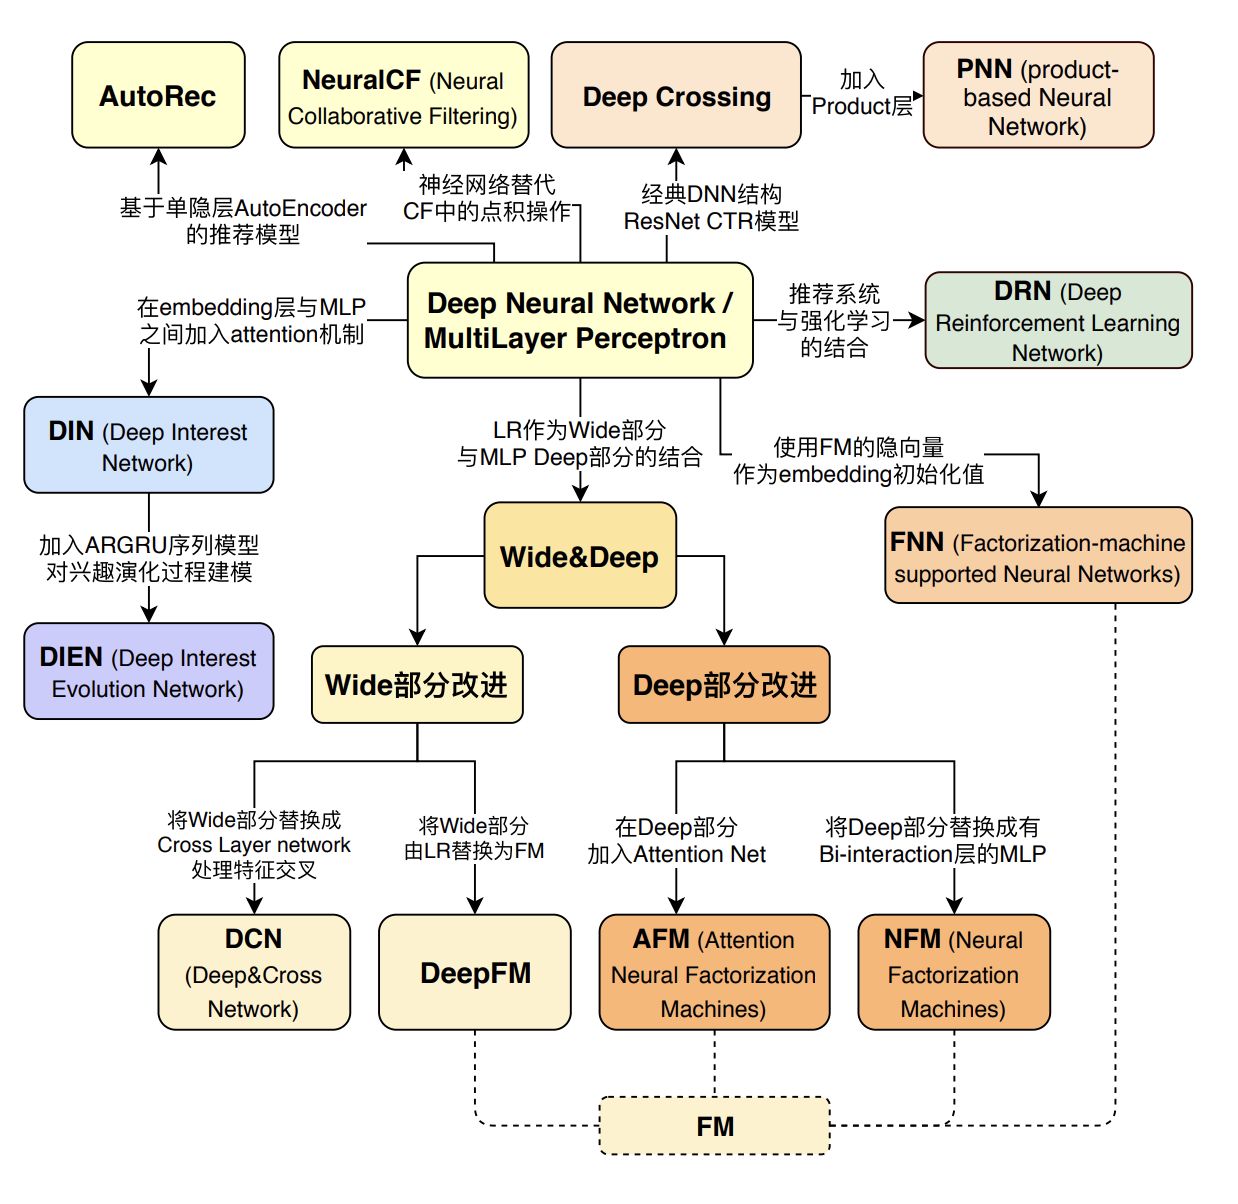 AutoRec
NeuralCF (Neural
Collaborative Filtering)
Deep Crossing
加入
Product层
PNN (product-
based Neural
Network)
基于单隐层AutoEncoder
的推荐模型
神经网络替代
CF中的点积操作
经典DNN结构
ResNet CTR模型
在embedding层与MLP
之间加入attention机制
Deep Neural Network /
MultiLayer Perceptron
推荐系统
与强化学习
的结合
DRN (Deep
Reinforcement Learning
Network)
DIN (Deep Interest
Network)
LR作为Wide部分
与MLP Deep部分的结合
使用FM的隐向量
作为embedding初始化值
加入ARGRU序列模型
对兴趣演化过程建模
Wide&Deep
FNN (Factorization-machine
supported Neural Networks)
DIEN (Deep Interest
Evolution Network)
Wide部分改进
Deep部分改进
将Wide部分替换成
Cross Layer network
处理特征交叉
将Wide部分
由LR替换为FM
在Deep部分
加入Attention Net
将Deep部分替换成有
Bi-interaction层的MLP
DCN
(Deep&Cross
Network)
DeepFM
AFM (Attention
Neural Factorization
Machines)
NFM (Neural
Factorization
Machines)
FM